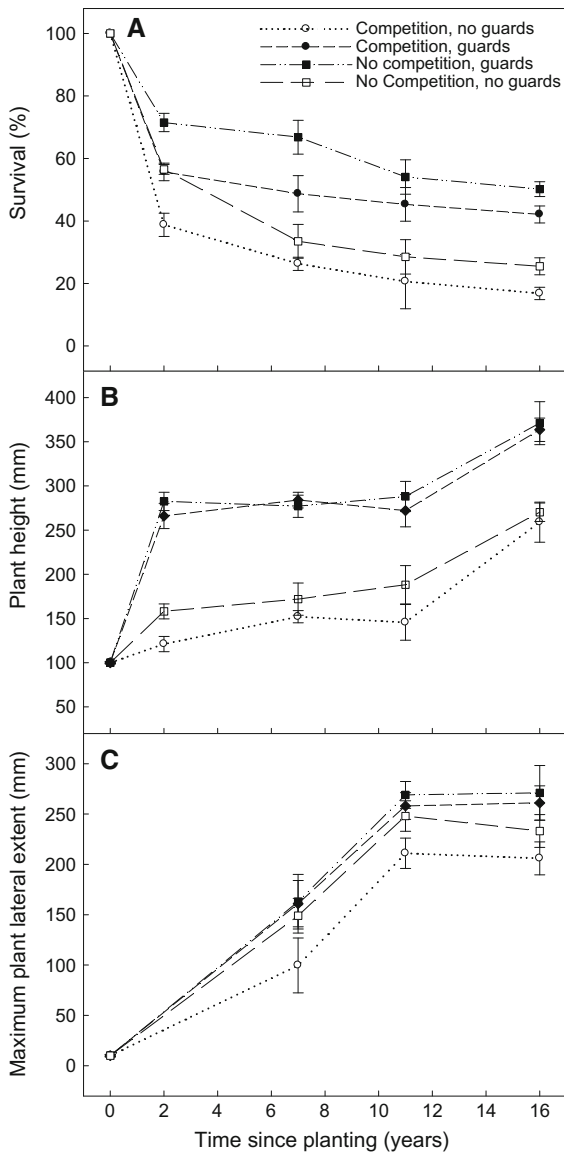 A
Competition, no guards
Competition, guards
No competition, guards
No Competition, no guards
100
80
60
40
20
0
Survival (%)
B
400
350
300
250
200
150
100
50
Plant height (mm)
C
300
250
200
150
100
50
0
Maximum plant lateral extent (mm)
0 2 4 6 8 10 12 14 16
Time since planting (years)